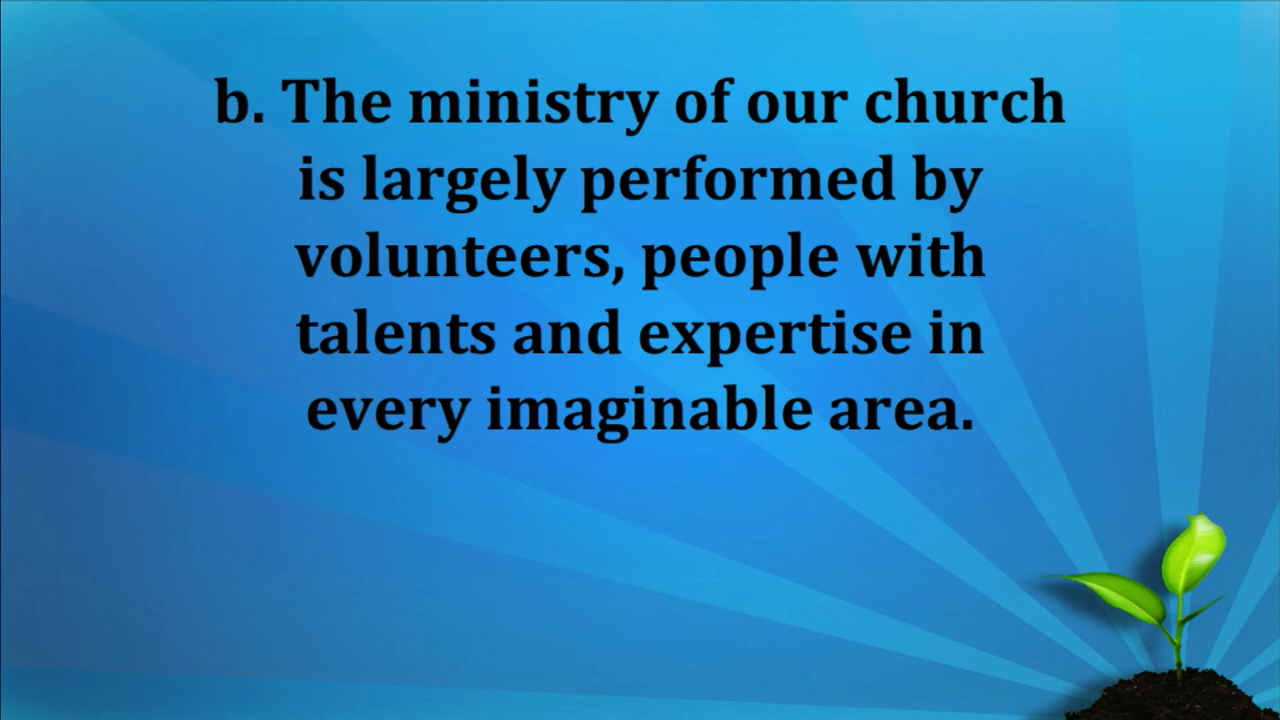 b. The ministry of our church
is largely performed by
volunteers, people with
talents and expertise in
every imaginable area.